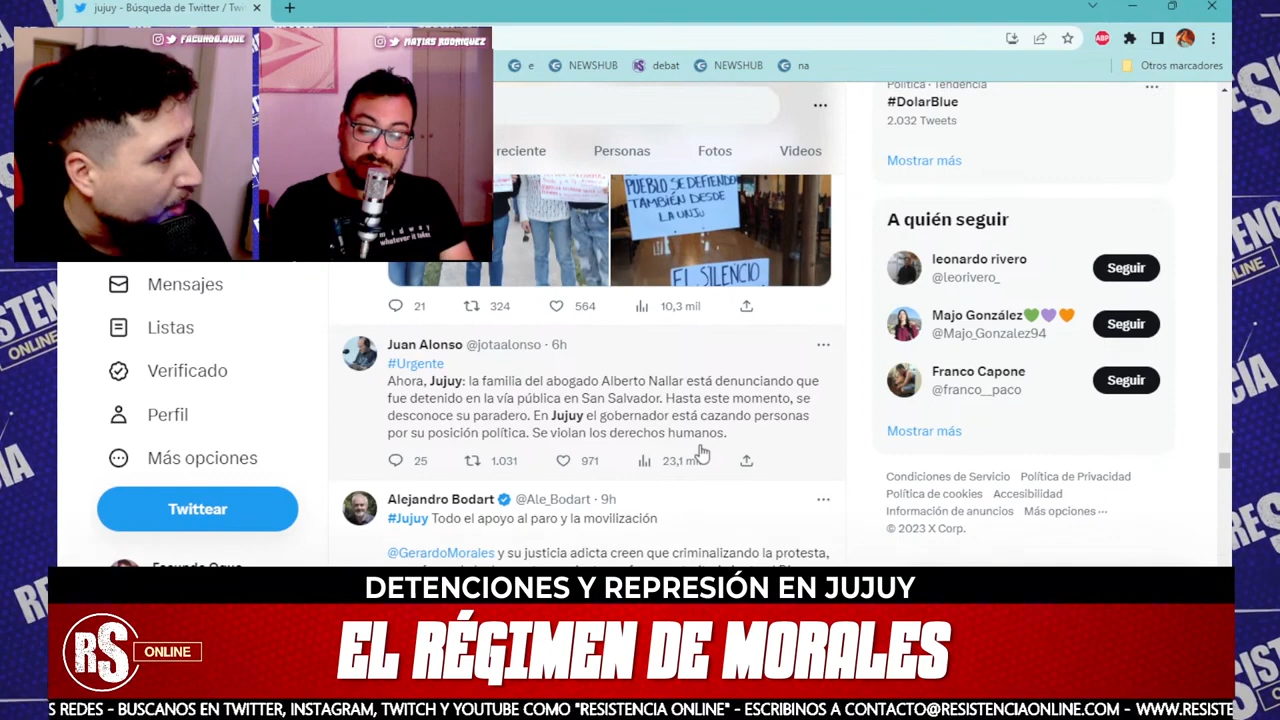 jujuy - Búsqueda de Twitter / Twi
FACUNDO.OQUE
MATIAS RODRIGUEZ
midway
whatever it takes
e
NEWSHUB
debat
NEWSHUB
na
Otros marcadores
reciente
Personas
Fotos
Videos
PUEBLO SE DEFIENDE
TAMBIÉN DESDE
LA UNJU
EL SILENCIO
21
324
564
10,3 mil
Juan Alonso @jotaalonso · 6h
#Urgente
Ahora, Jujuy: la familia del abogado Alberto Nallar está denunciando que
fue detenido en la vía pública en San Salvador. Hasta este momento, se
desconoce su paradero. En Jujuy el gobernador está cazando personas
por su posición política. Se violan los derechos humanos.
25
1.031
971
23,1 mil
Alejandro Bodart @Ale_Bodart · 9h
#Jujuy Todo el apoyo al paro y la movilización
@GerardoMorales y su justicia adicta creen que criminalizando la protesta,
Mensajes
Listas
Verificado
Perfil
Más opciones
Twittear
Facundo Oque
Política · Tendencia
#DolarBlue
2.032 Tweets
Mostrar más
A quién seguir
leonardo rivero
@leorivero_
Seguir
Majo González💚💜🧡
@Majo_Gonzalez94
Seguir
Franco Capone
@franco__paco
Seguir
Mostrar más
Condiciones de Servicio Política de Privacidad
Política de cookies Accesibilidad
Información de anuncios Más opciones ···
© 2023 X Corp.
DETENCIONES Y REPRESIÓN EN JUJUY
RS ONLINE
EL RÉGIMEN DE MORALES
S REDES - BUSCANOS EN TWITTER, INSTAGRAM, TWITCH Y YOUTUBE COMO "RESISTENCIA ONLINE" - ESCRIBINOS A CONTACTO@RESISTENCIAONLINE.COM - WWW.RESISTE